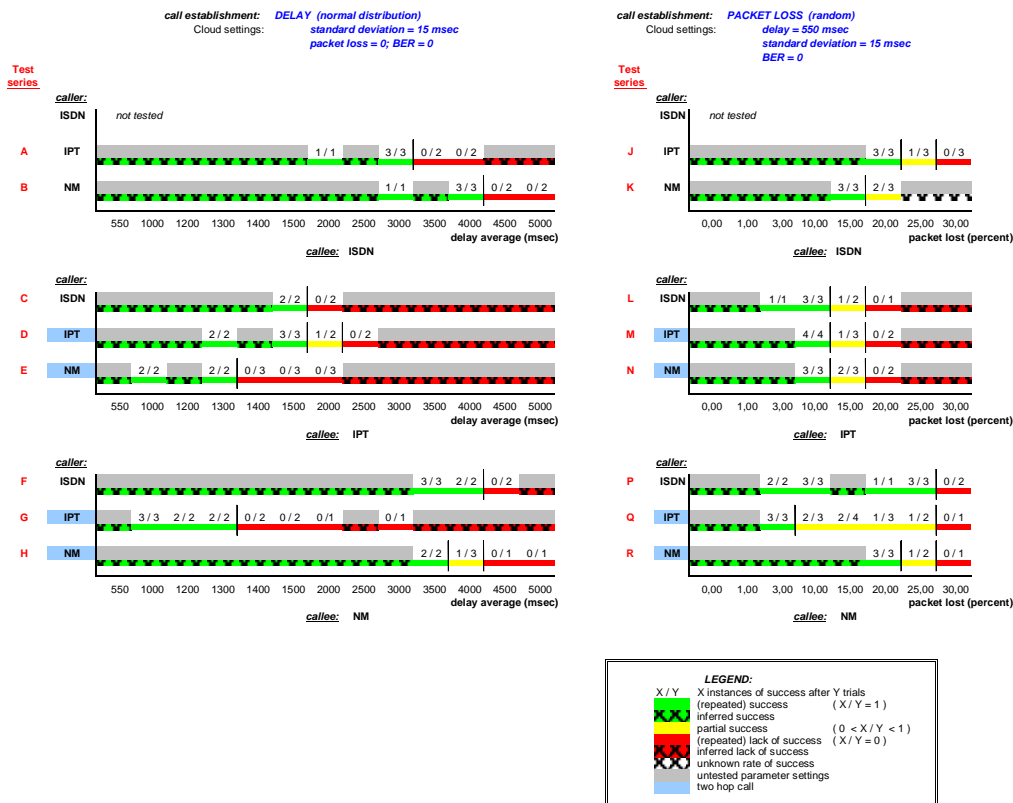 call establishment: DELAY (normal distribution)
Cloud settings: standard deviation = 15 msec
packet loss = 0; BER = 0
Test
series
caller:
ISDN not tested
A IPT 1 / 1 3 / 3 0 / 2 0 / 2
B NM 1 / 1 3 / 3 0 / 2 0 / 2
550 1000 1200 1300 1400 1500 2000 3000 3500 4000 4500 5000
delay average (msec)
callee: ISDN
caller:
C ISDN 2 / 2 0 / 2
D IPT 2 / 2 3 / 3 1 / 2 0 / 2
E NM 2 / 2 2 / 2 0 / 3 0 / 3 0 / 3
550 1000 1200 1300 1400 1500 2000 3000 3500 4000 4500 5000
delay average (msec)
callee: IPT
caller:
F ISDN 3 / 3 2 / 2 0 / 2
G IPT 3 / 3 2 / 2 2 / 2 0 / 2 0 / 2 0 / 1 0 / 1
H NM 2 / 2 1 / 3 0 / 1 0 / 1
550 1000 1200 1300 1400 1500 2000 3000 3500 4000 4500 5000
delay average (msec)
callee: NM
call establishment: PACKET LOSS (random)
Cloud settings: delay = 550 msec
standard deviation = 15 msec
BER = 0
Test
series
caller:
ISDN not tested
J IPT 3 / 3 1 / 3 0 / 3
K NM 3 / 3 2 / 3
0,00 1,00 3,00 10,00 15,00 20,00 25,00 30,00
packet lost (percent)
callee: ISDN
caller:
L ISDN 1 / 1 3 / 3 1 / 2 0 / 1
M IPT 4 / 4 1 / 3 0 / 2
N NM 3 / 3 2 / 3 0 / 2
0,00 1,00 3,00 10,00 15,00 20,00 25,00 30,00
packet lost (percent)
callee: IPT
caller:
P ISDN 2 / 2 3 / 3 1 / 1 3 / 3 0 / 2
Q IPT 3 / 3 2 / 3 2 / 4 1 / 3 1 / 2 0 / 1
R NM 3 / 3 1 / 2 0 / 1
0,00 1,00 3,00 10,00 15,00 20,00 25,00 30,00
packet lost (percent)
callee: NM
LEGEND:
X / Y X instances of success after Y trials
(repeated) success ( X / Y = 1 )
inferred success
partial success ( 0 < X / Y < 1 )
(repeated) lack of success ( X / Y = 0 )
inferred lack of success
unknown rate of success
untested parameter settings
two hop call